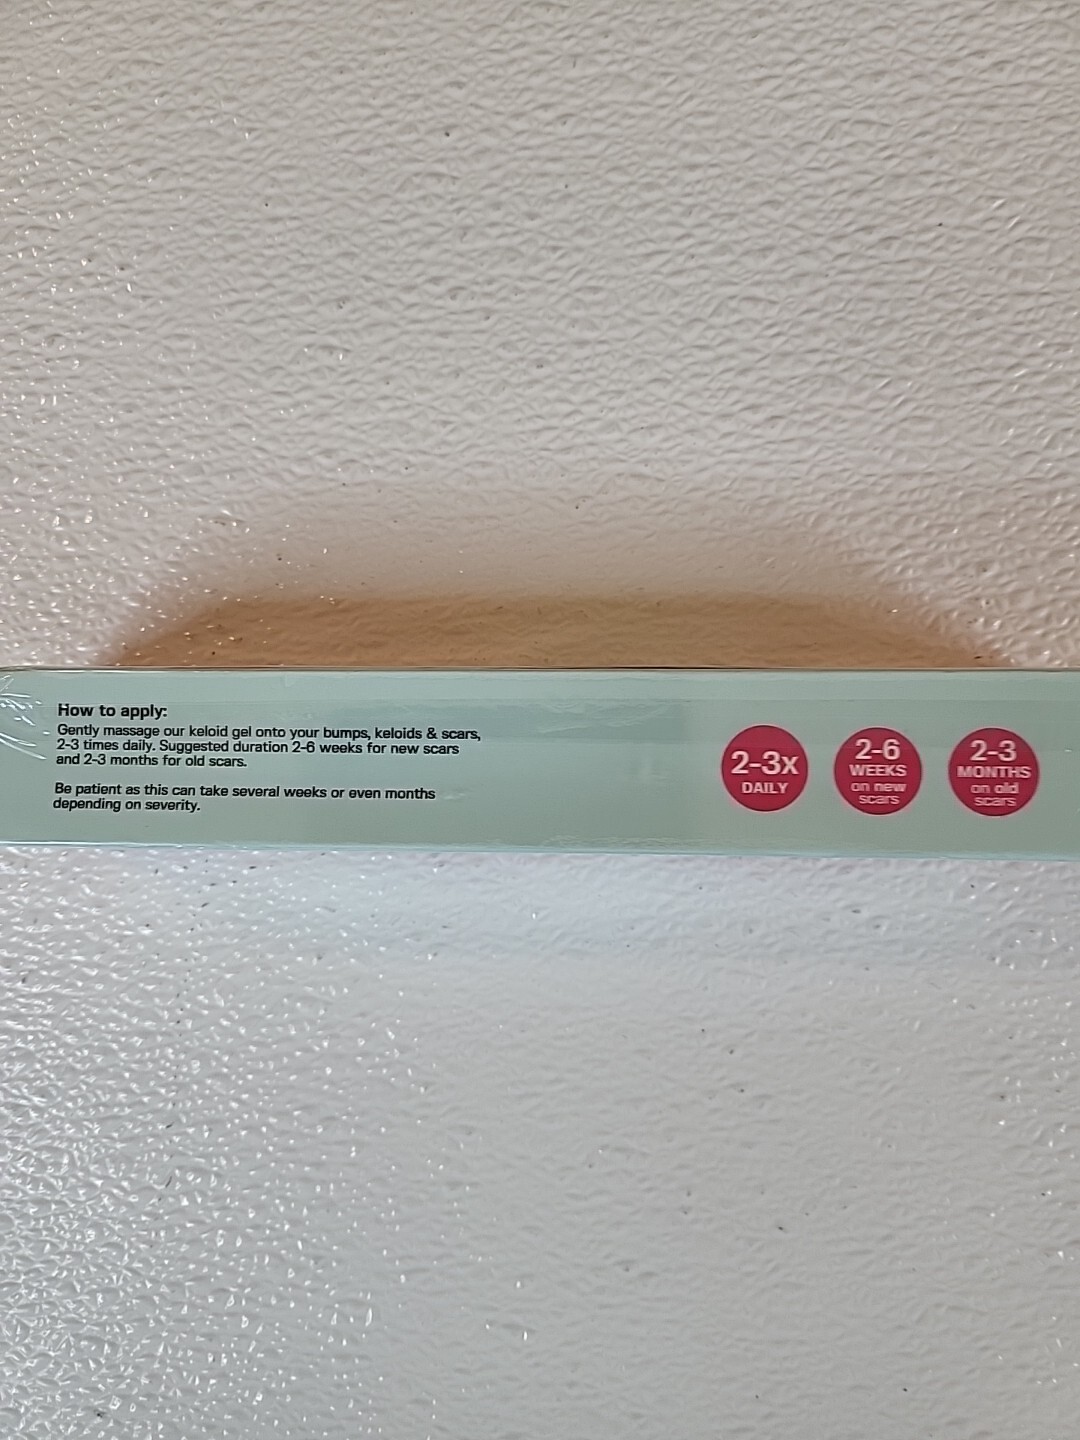 How to apply:
Gently massage our keloid gel onto your bumps, keloids & scars,
2-3 times daily. Suggested duration 2-6 weeks for new scars
and 2-3 months for old scars.
Be patient as this can take several weeks or even months
depending on severity.
2-3x
DAILY
2-6
WEEKS
on new
scars
2-3
MONTHS
on old
scars